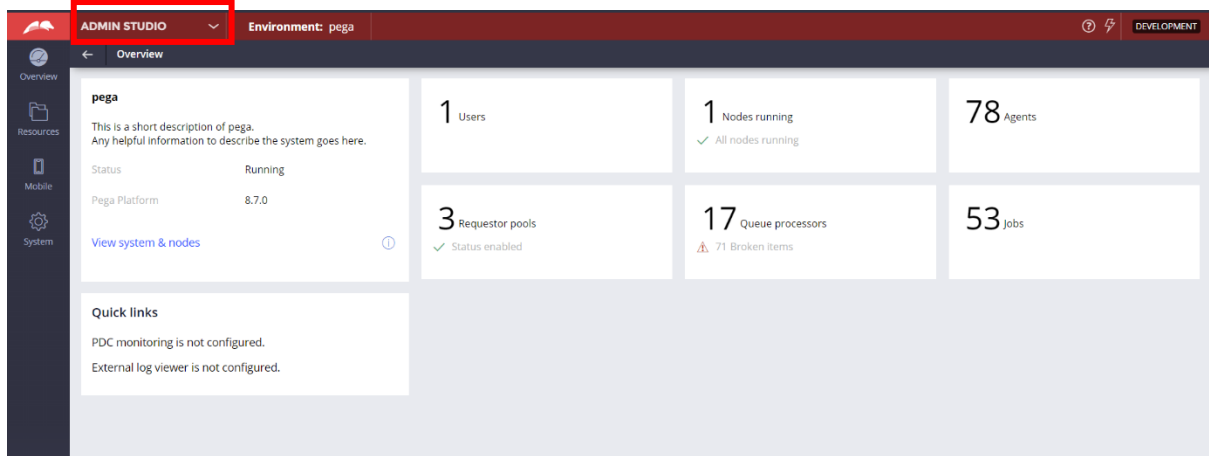 ADMIN STUDIO
Environment: pega
DEVELOPMENT
Overview
Overview
Resources
Mobile
System
pega
This is a short description of pega.
Any helpful information to describe the system goes here.
Status Running
Pega Platform 8.7.0
View system & nodes
1 Users
1 Nodes running
All nodes running
78 Agents
3 Requestor pools
Status enabled
17 Queue processors
71 Broken items
53 Jobs
Quick links
PDC monitoring is not configured.
External log viewer is not configured.